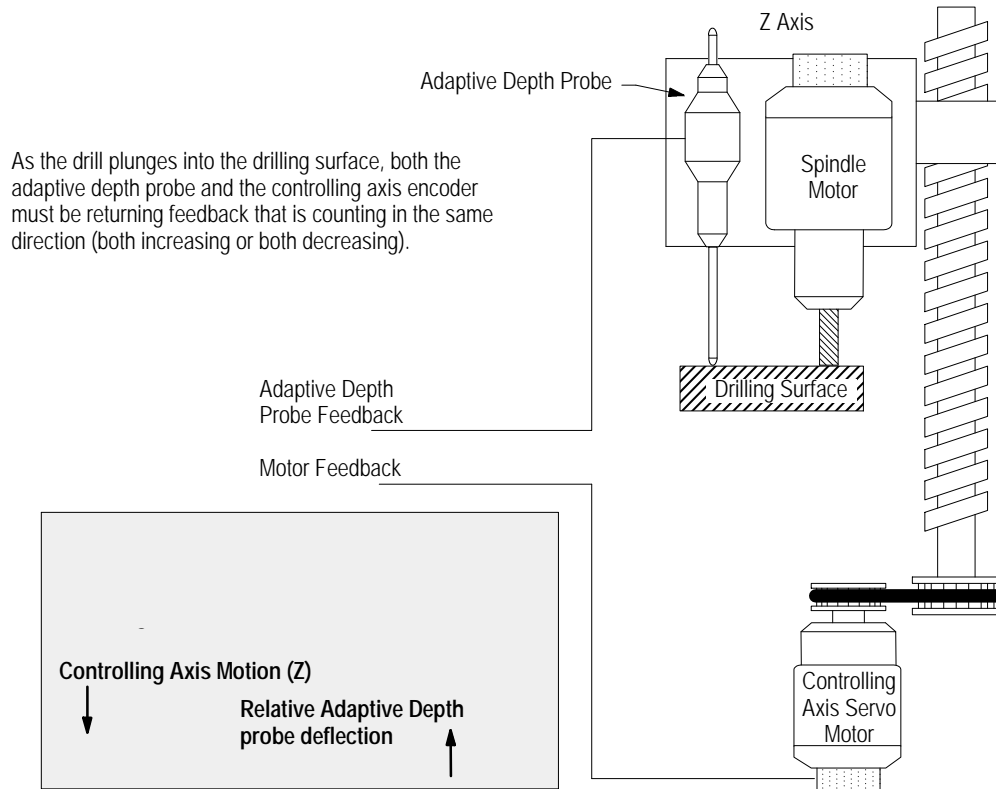 Z Axis
Adaptive Depth Probe
As the drill plunges into the drilling surface, both the
adaptive depth probe and the controlling axis encoder
must be returning feedback that is counting in the same
direction (both increasing or both decreasing).
Spindle
Motor
Drilling Surface
Adaptive Depth
Probe Feedback
Motor Feedback
Controlling Axis Motion (Z)
Relative Adaptive Depth
probe deflection
Controlling
Axis Servo
Motor